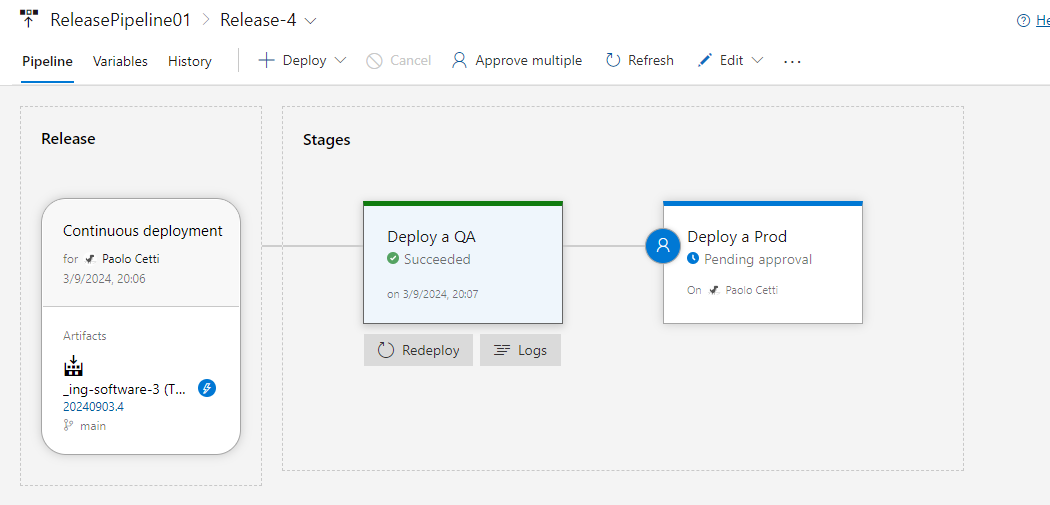 ReleasePipeline01 > Release-4
He
Pipeline Variables History Deploy Cancel Approve multiple Refresh Edit ...
Release
Stages
Continuous deployment
for Paolo Cetti
3/9/2024, 20:06
Artifacts
_ing-software-3 (T...
20240903.4
main
Deploy a QA
Succeeded
on 3/9/2024, 20:07
Redeploy Logs
Deploy a Prod
Pending approval
On Paolo Cetti